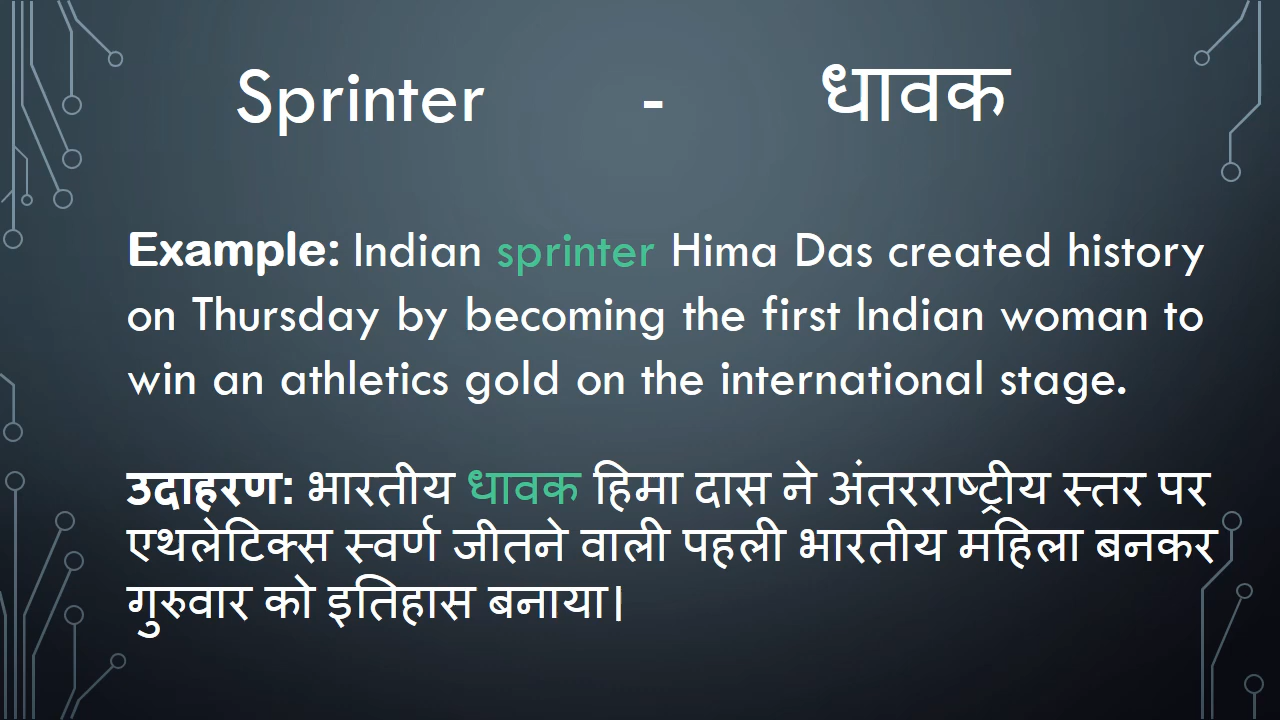 Sprinter - धावक
Example: Indian sprinter Hima Das created history
on Thursday by becoming the first Indian woman to
win an athletics gold on the international stage.
उदाहरण: भारतीय धावक हिमा दास ने अंतरराष्ट्रीय स्तर पर
एथलेटिक्स स्वर्ण जीतने वाली पहली भारतीय महिला बनकर
गुरुवार को इतिहास बनाया।